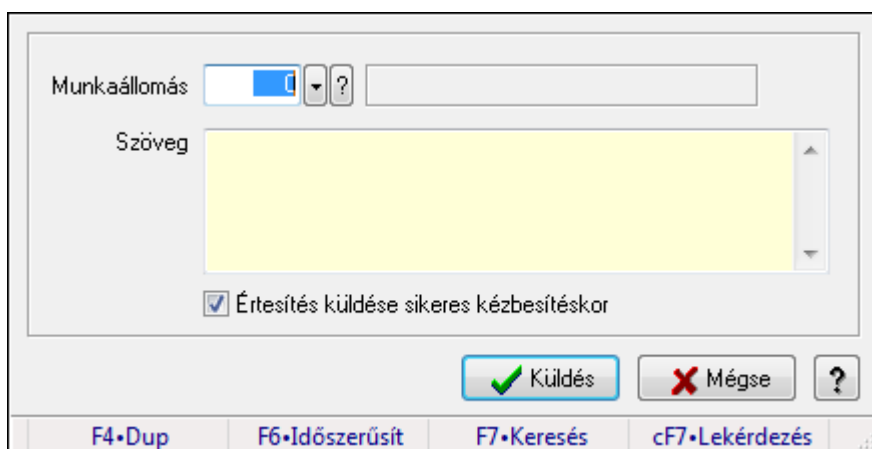 Munkaállomás 0 ?
Szöveg
Értesítés küldése sikeres kézbesítéskor
Küldés Mégse ?
F4•Dup F6•Időszerűsít F7•Keresés cF7•Lekérdezés